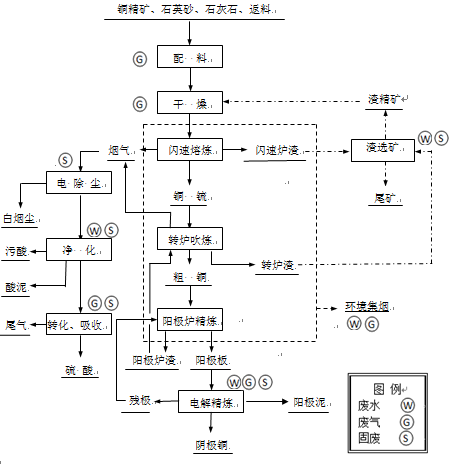 铜精矿、石英砂、石灰石、返料
G
配 料
G
干 燥
渣精矿
烟气
闪速熔炼
闪速炉渣
渣选矿
W S
S
电 除 尘
铜 锍
尾矿
白烟尘
W S
转炉吹炼
污酸
净 化
转炉渣
酸泥
粗 铜
G S
环境集烟
W G
尾气
转化、吸收
阳极炉精炼
硫 酸
阳极炉渣
阳极板
W G S
残极
电解精炼
阳极泥
阴极铜
图 例
废水 W
废气 G
固废 S